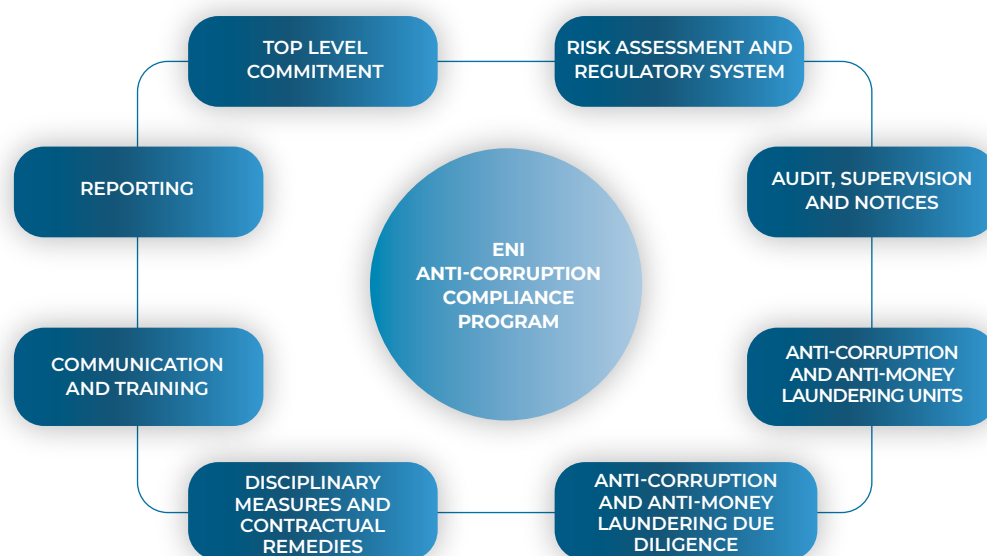 TOP LEVEL
COMMITMENT
RISK ASSESSMENT AND
REGULATORY SYSTEM
REPORTING
AUDIT, SUPERVISION
AND NOTICES
ENI
ANTI-CORRUPTION
COMPLIANCE
PROGRAM
COMMUNICATION
AND TRAINING
ANTI-CORRUPTION
AND ANTI-MONEY
LAUNDERING UNITS
DISCIPLINARY
MEASURES AND
CONTRACTUAL
REMEDIES
ANTI-CORRUPTION
AND ANTI-MONEY
LAUNDERING DUE
DILIGENCE